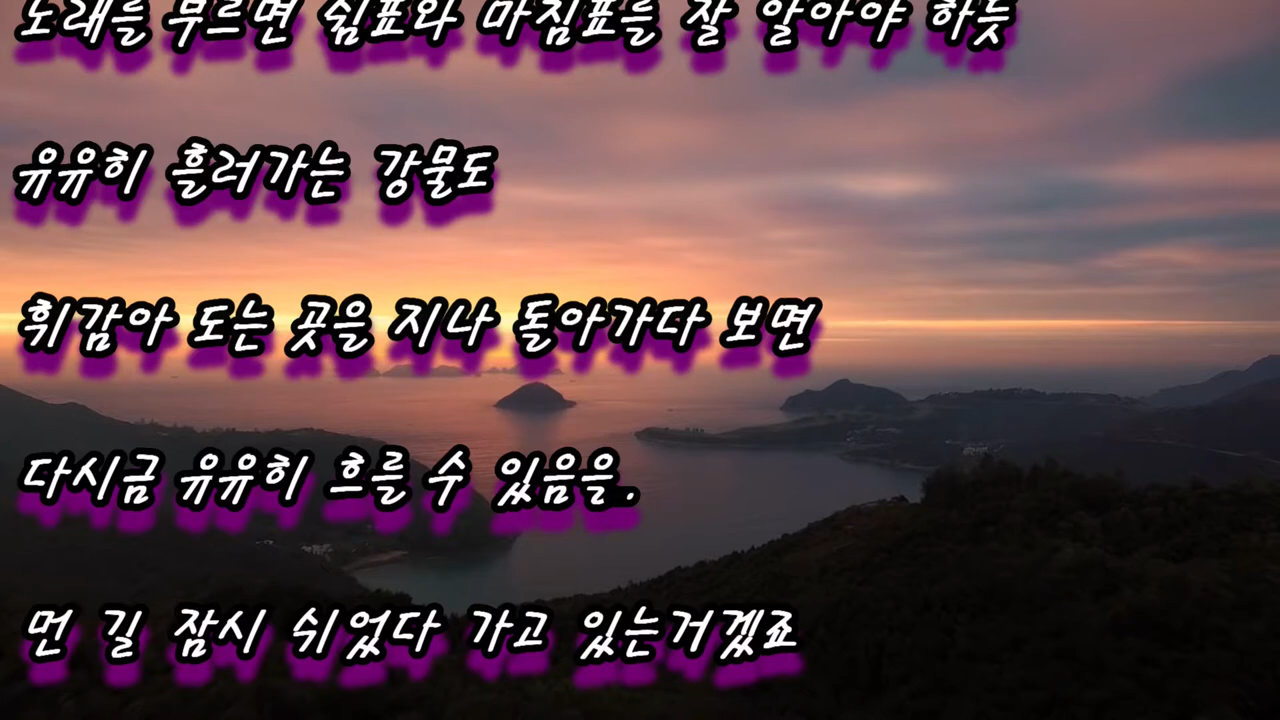 노래를 부르면 쉼표와 마침표를 잘 알아야 하듯
유유히 흘러가는 강물도
휘감아 도는 곳을 지나 돌아가다 보면
다시금 유유히 흐를 수 있음을.
먼 길 잠시 쉬었다 가고 있는거겠죠